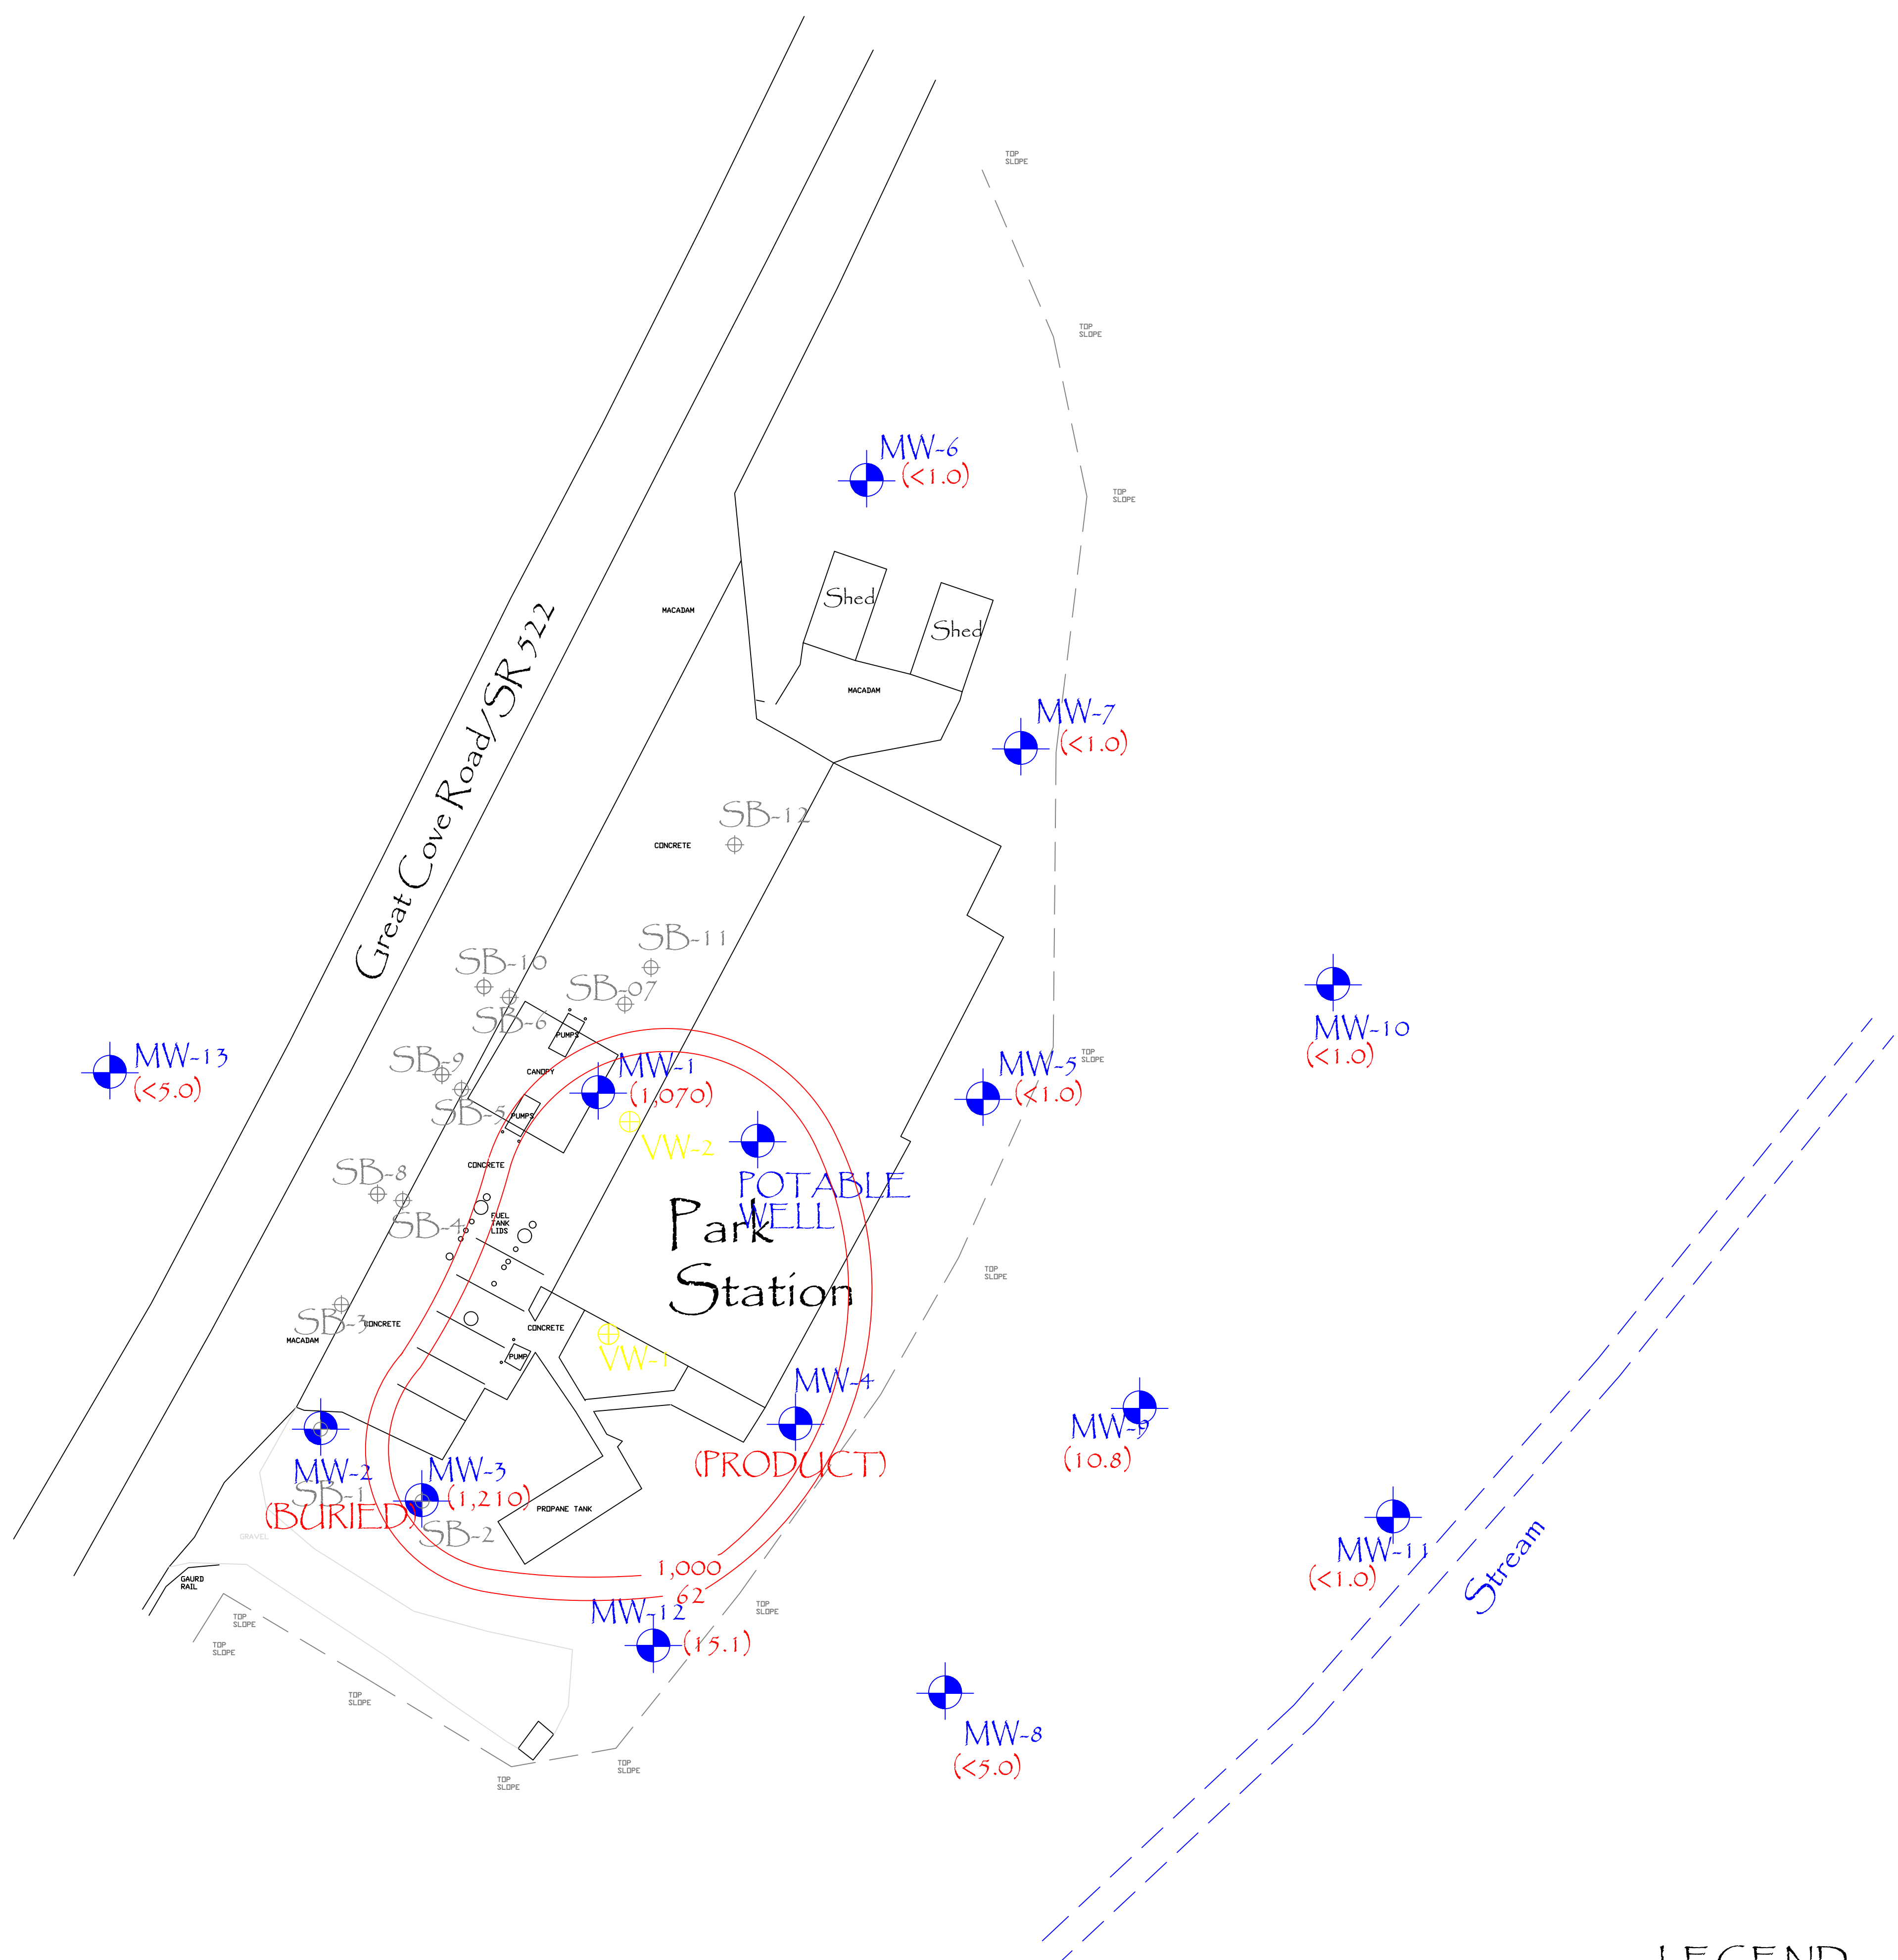 TOP
SLOPE
TOP
SLOPE
MW-6
(<1.0)
TOP
SLOPE
Shed
Shed
MACADAM
MACADAM
Great Cove Road/SR 522
MW-7
(<1.0)
SB-12
CONCRETE
SB-11
SB-10
SB-07
SB-6
PUMPS
MW-10
(<1.0)
MW-13
(<5.0)
SB-9
CANOPY
MW-1
(1,070)
MW-5
(<1.0)
TOP
SLOPE
SB-5
PUMPS
VW-2
CONCRETE
SB-8
POTABLE
WELL
SB-4
FUEL
TANK
LIDS
Park
Station
TOP
SLOPE
SB-3
CONCRETE
MACADAM
CONCRETE
PUMP
VW-1
MW-4
(PRODUCT)
MW-9
(10.8)
MW-2
SB-1
(BURIED)
MW-3
(1,210)
SB-2
PROPANE TANK
GRAVEL
MW-11
(<1.0)
Stream
GAURD
RAIL
1,000
62
TOP
SLOPE
MW-12
(15.1)
TOP
SLOPE
TOP
SLOPE
TOP
SLOPE
MW-8
(<5.0)
TOP
SLOPE
TOP
SLOPE
LEGEND